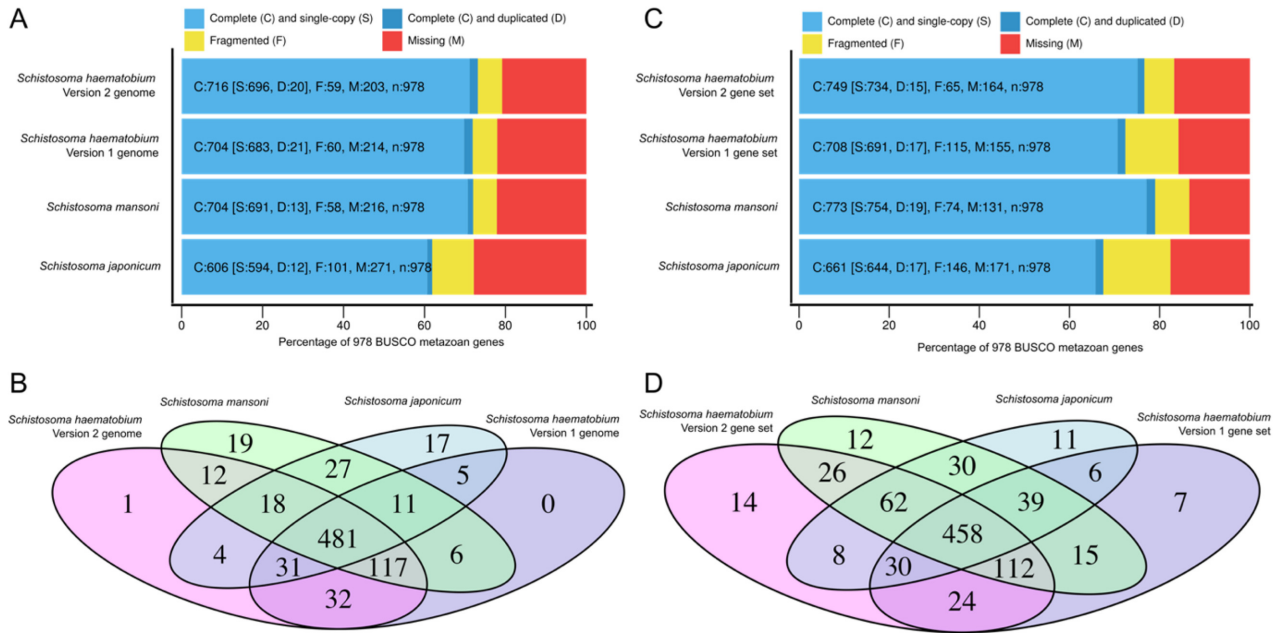 A
Complete (C) and single-copy (S)
Complete (C) and duplicated (D)
Fragmented (F)
Missing (M)
Schistosoma haematobium
Version 2 genome
C:716 [S:696, D:20], F:59, M:203, n:978
Schistosoma haematobium
Version 1 genome
C:704 [S:683, D:21], F:60, M:214, n:978
Schistosoma mansoni
C:704 [S:691, D:13], F:58, M:216, n:978
Schistosoma japonicum
C:606 [S:594, D:12], F:101, M:271, n:978
0 20 40 60 80 100
Percentage of 978 BUSCO metazoan genes
C
Complete (C) and single-copy (S)
Complete (C) and duplicated (D)
Fragmented (F)
Missing (M)
Schistosoma haematobium
Version 2 gene set
C:749 [S:734, D:15], F:65, M:164, n:978
Schistosoma haematobium
Version 1 gene set
C:708 [S:691, D:17], F:115, M:155, n:978
Schistosoma mansoni
C:773 [S:754, D:19], F:74, M:131, n:978
Schistosoma japonicum
C:661 [S:644, D:17], F:146, M:171, n:978
0 20 40 60 80 100
Percentage of 978 BUSCO metazoan genes
B
Schistosoma haematobium
Version 2 genome
Schistosoma mansoni
Schistosoma japonicum
Schistosoma haematobium
Version 1 genome
19 17
12 27 5
1 18 11 0
481
4 31 117 6
32
D
Schistosoma haematobium
Version 2 gene set
Schistosoma mansoni
Schistosoma japonicum
Schistosoma haematobium
Version 1 gene set
12 11
26 30 6
14 62 39 7
458
8 30 112 15
24